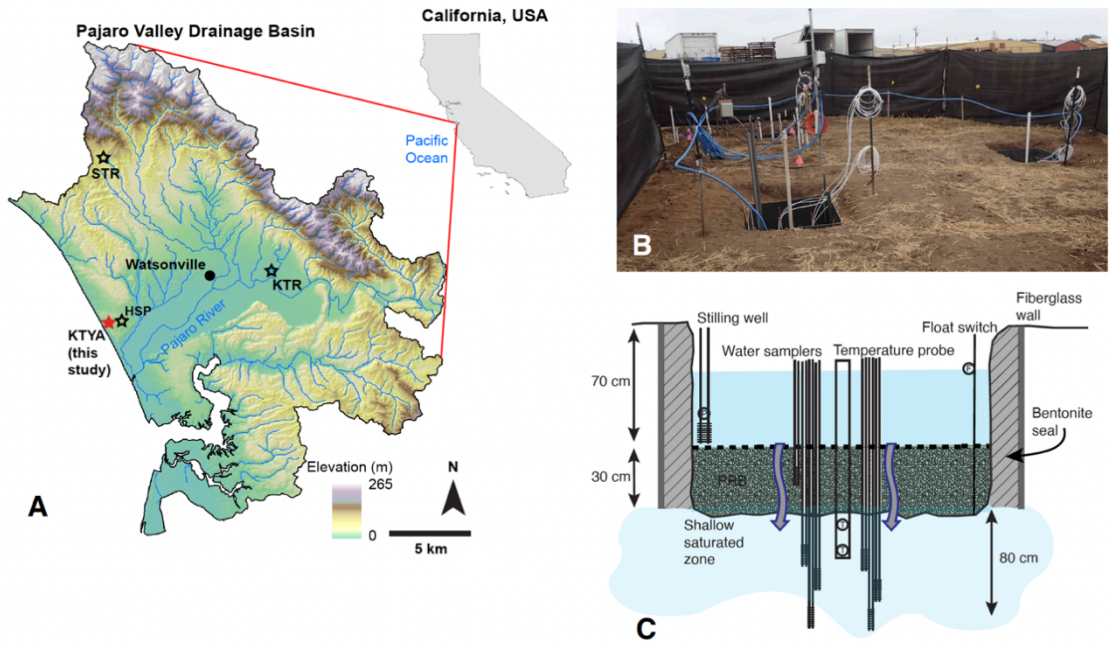 California, USA
Pajaro Valley Drainage Basin
Pacific
Ocean
STR
Watsonville
KTR
HSP
KTYA
(this
study)
Pajaro River
Elevation (m)
265
0
N
5 km
A
B
Fiberglass
wall
Stilling well
Float switch
Water samplers
Temperature probe
F
70 cm
Bentonite
seal
30 cm
PRB
Shallow
saturated
zone
T
T
80 cm
C